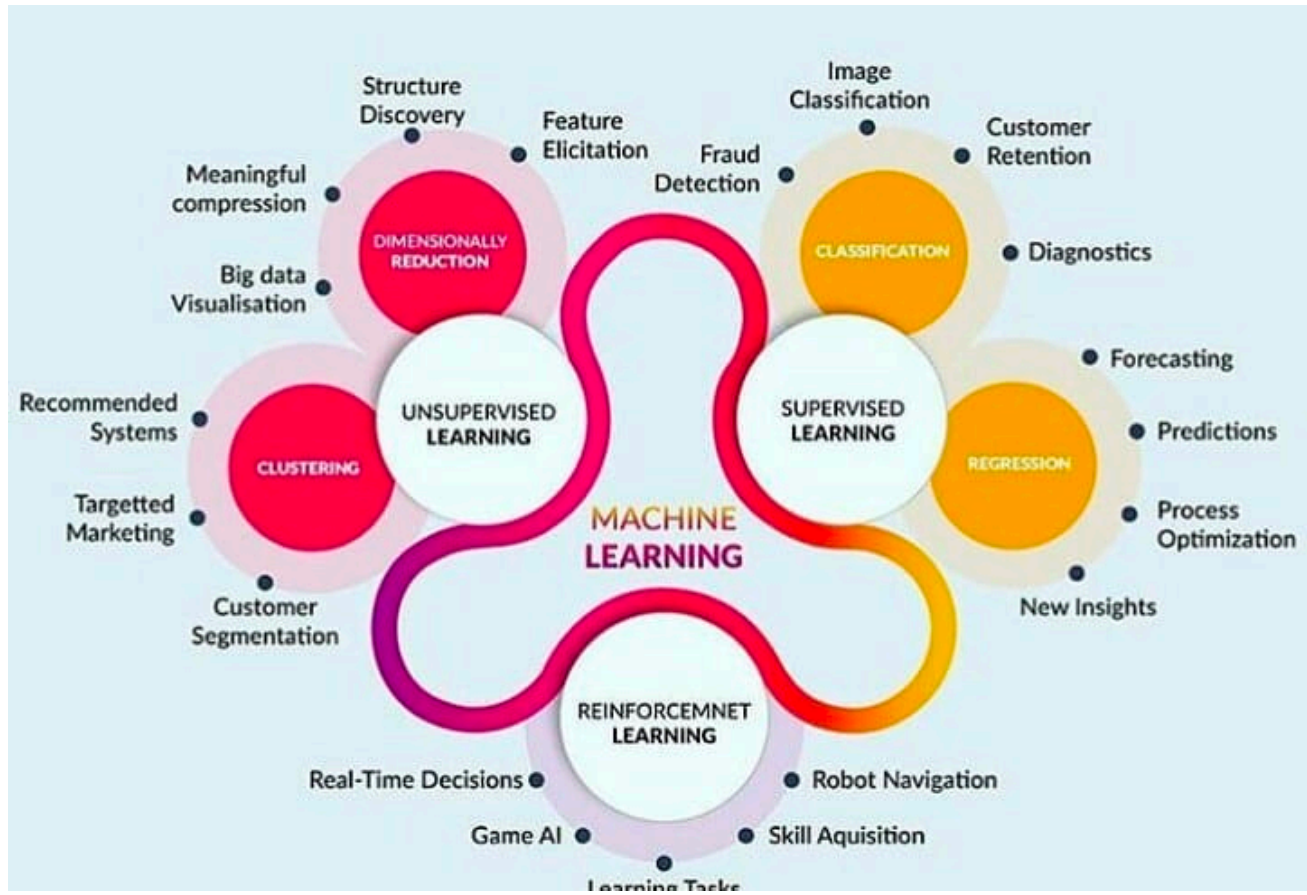 Structure
Discovery
Feature
Elicitation
Meaningful
compression
DIMENSIONALLY
REDUCTION
Big data
Visualisation
UNSUPERVISED
LEARNING
Recommended
Systems
CLUSTERING
Targetted
Marketing
Customer
Segmentation
Image
Classification
Customer
Retention
Fraud
Detection
CLASSIFICATION
Diagnostics
SUPERVISED
LEARNING
Forecasting
Predictions
REGRESSION
Process
Optimization
New Insights
MACHINE
LEARNING
REINFORCEMNET
LEARNING
Real-Time Decisions
Robot Navigation
Game AI
Skill Aquisition
Learning Tasks